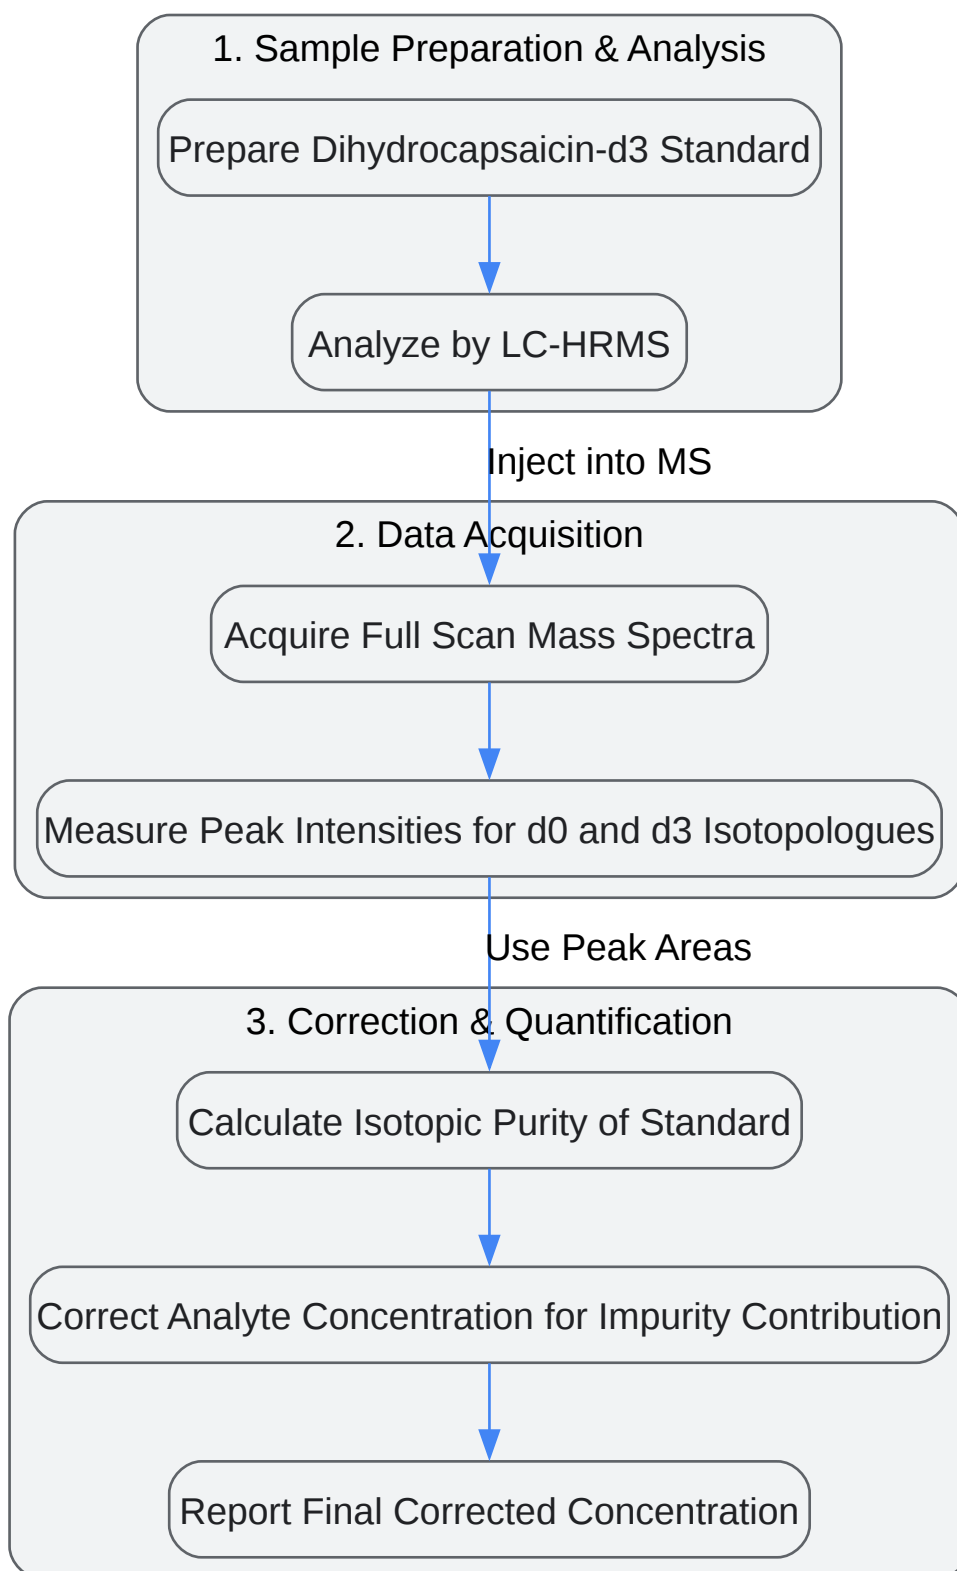 1. Sample Preparation & Analysis
Prepare Dihydrocapsaicin-d3 Standard
Analyze by LC-HRMS
Inject into MS
2. Data Acquisition
Acquire Full Scan Mass Spectra
Measure Peak Intensities for d0 and d3 Isotopologues
Use Peak Areas
3. Correction & Quantification
Calculate Isotopic Purity of Standard
Correct Analyte Concentration for Impurity Contribution
Report Final Corrected Concentration